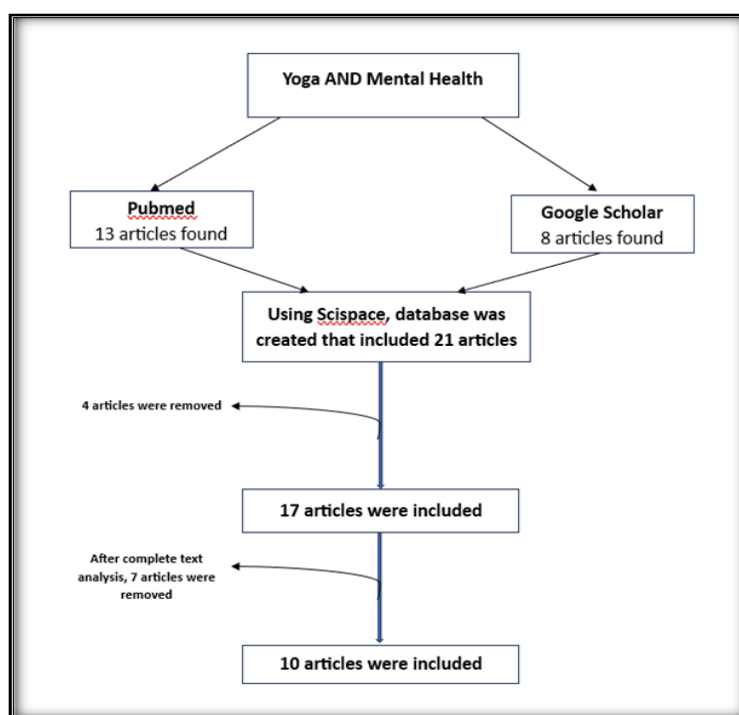 Yoga AND Mental Health
Pubmed
13 articles found
Google Scholar
8 articles found
Using Scispace, database was
created that included 21 articles
4 articles were removed
17 articles were included
After complete text
analysis, 7 articles were
removed
10 articles were included